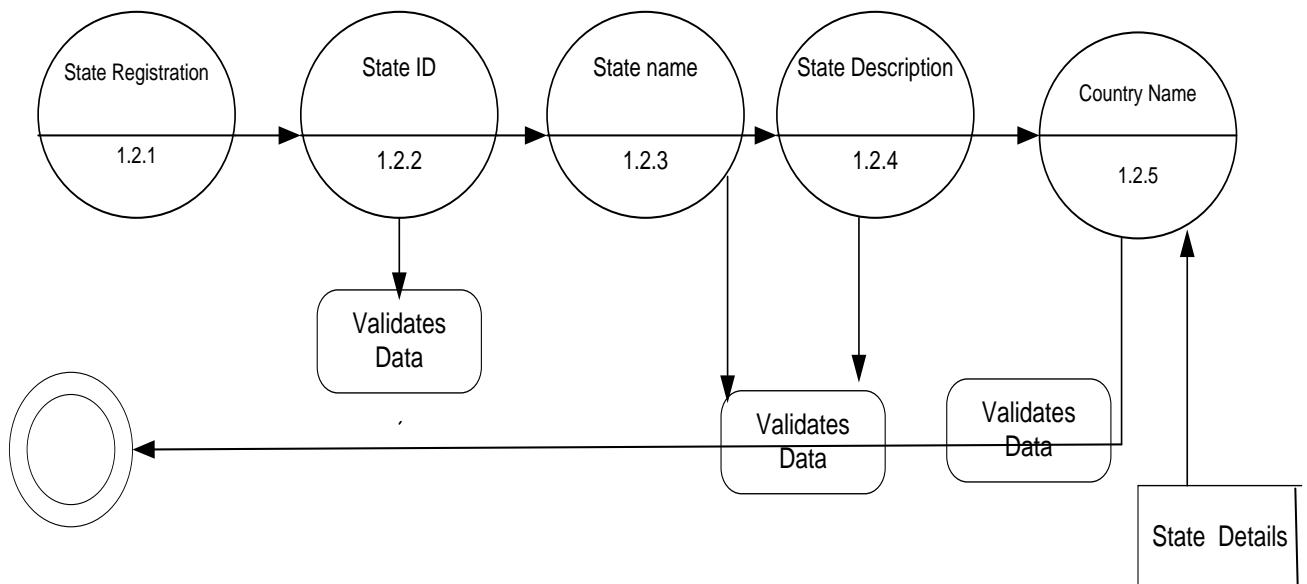 State Registration
1.2.1
State ID
1.2.2
State name
1.2.3
State Description
1.2.4
Country Name
1.2.5
Validates
Data
Validates
Data
Validates
Data
State Details